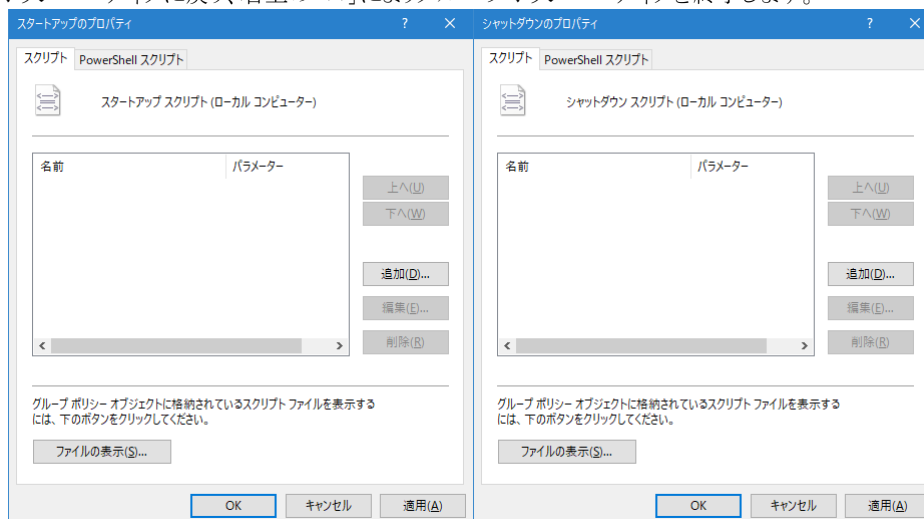 スタートアップのプロパティ ? ×
スクリプト PowerShell スクリプト
スタートアップ スクリプト (ローカル コンピューター)
名前 パラメーター
上へ(U)
下へ(W)
追加(D)...
編集(E)...
削除(R)
グループ ポリシー オブジェクトに格納されているスクリプト ファイルを表示する
には、下のボタンをクリックしてください。
ファイルの表示(S)...
OK キャンセル 適用(A)
シャットダウンのプロパティ ? ×
スクリプト PowerShell スクリプト
シャットダウン スクリプト (ローカル コンピューター)
名前 パラメーター
上へ(U)
下へ(W)
追加(D)...
編集(E)...
削除(R)
グループ ポリシー オブジェクトに格納されているスクリプト ファイルを表示する
には、下のボタンをクリックしてください。
ファイルの表示(S)...
OK キャンセル 適用(A)